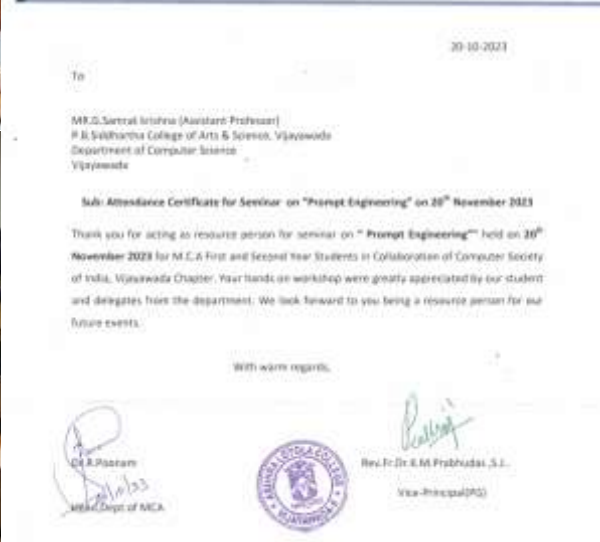 20-10-2023
To
MR.G.Samrat krishna (Assistant Professor)
P.B.Siddhartha College of Arts & Science, Vijayawada
Department of Computer Science
Vijayawada
Sub: Attendance Certificate for Seminar on "Prompt Engineering" on 20th November 2023
Thank you for acting as resource person for seminar on " Prompt Engineering"" held on 20th
November 2023 for M.C.A First and Second Year Students in Collaboration of Computer Society
of India, Vijayawada Chapter. Your hands on workshop were greatly appreciated by our student
and delegates from the department. We look forward to you being a resource person for our
future events.
With warm regards,
Dr.R.Poonam
Rev.Fr.Dr.K.M.Prabhudas.,S.J.,
Head, Dept of MCA
Vice-Principal(PG)
ANDHRA LOYOLA COLLEGE
VIJAYAWADA